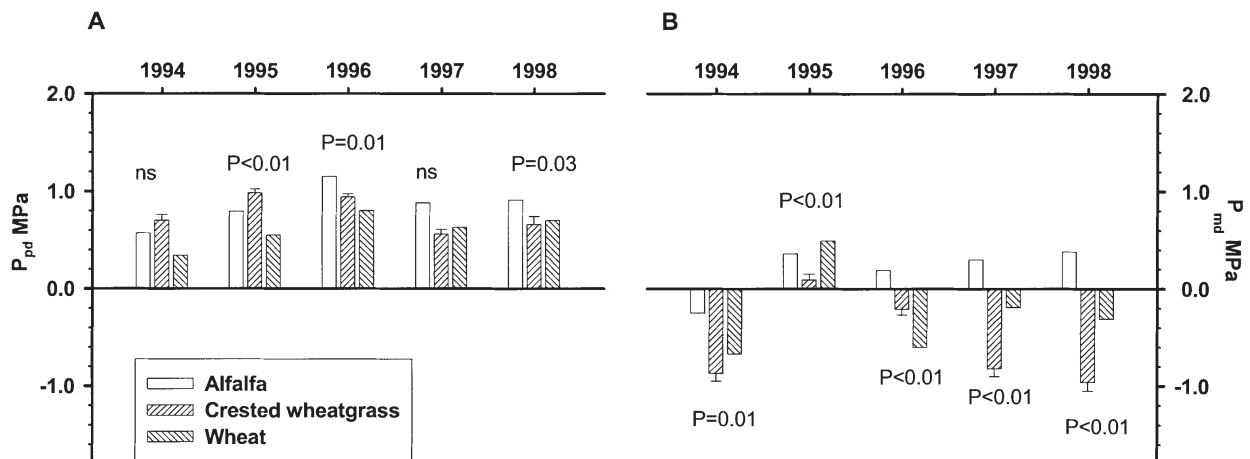 A
B
1994 1995 1996 1997 1998
1994 1995 1996 1997 1998
2.0
1.0
0.0
-1.0
Ppd MPa
ns
P<0.01
P=0.01
ns
P=0.03
Alfalfa
Crested wheatgrass
Wheat
P<0.01
P=0.01
P<0.01
P<0.01
P<0.01
2.0
1.0
0.0
-1.0
Pmd MPa